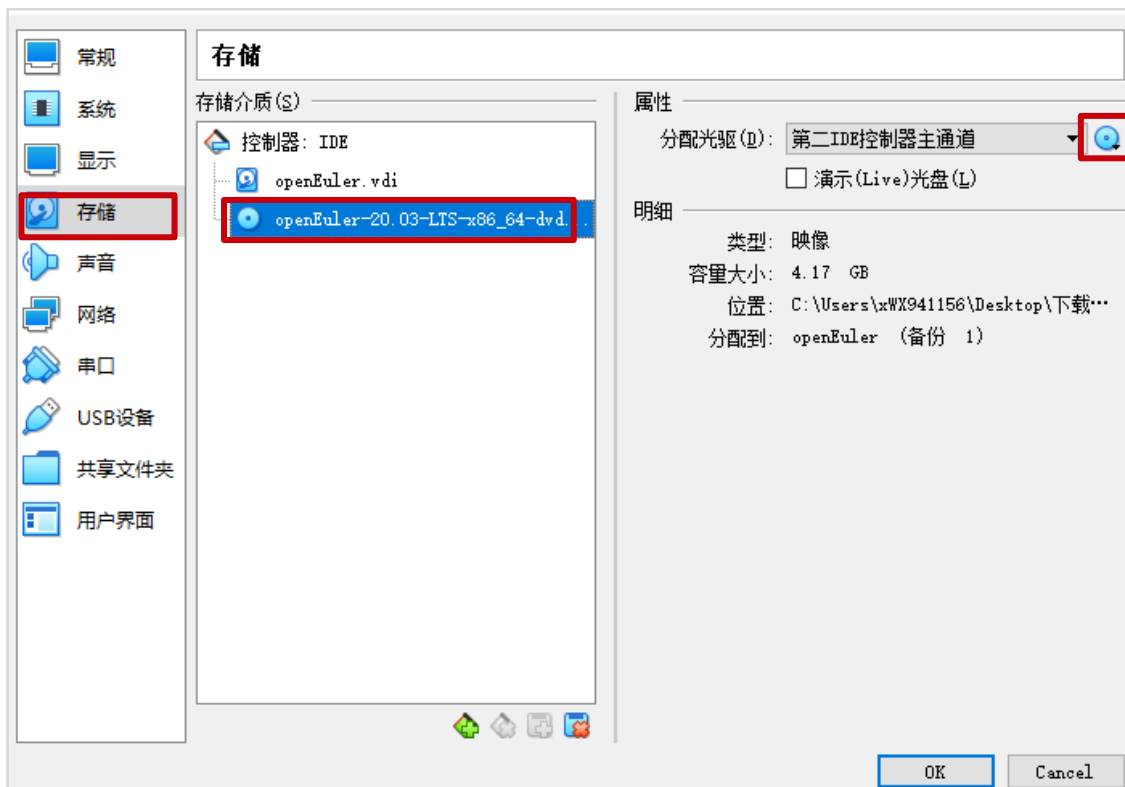 常规
系统
显示
存储
声音
网络
串口
USB设备
共享文件夹
用户界面
存储
存储介质(S)
控制器: IDE
openEuler.vdi
openEuler-20.03-LTS-x86_64-dvd...
属性
分配光驱(D): 第二IDE控制器主通道
演示(Live)光盘(L)
明细
类型: 映像
容量大小: 4.17 GB
位置: C:\Users\xWX941156\Desktop\下载…
分配到: openEuler (备份 1)
OK
Cancel